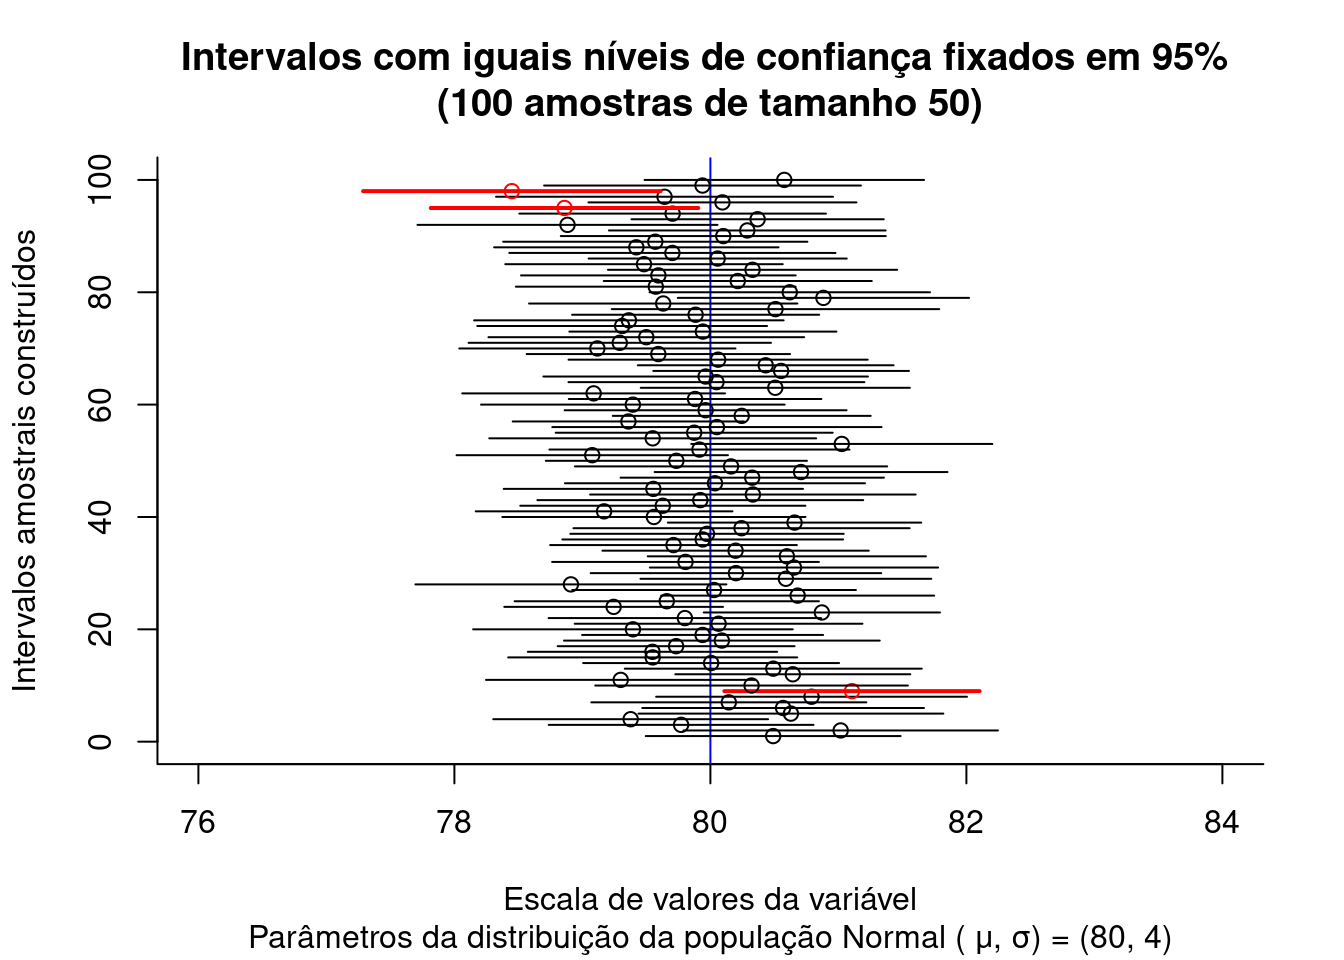 Intervalos com iguais níveis de confiança fixados em 95%
(100 amostras de tamanho 50)
Intervalos amostrais construídos
100
80
60
40
20
0
76 78 80 82 84
Escala de valores da variável
Parâmetros da distribuição da população Normal ( μ, σ) = (80, 4)